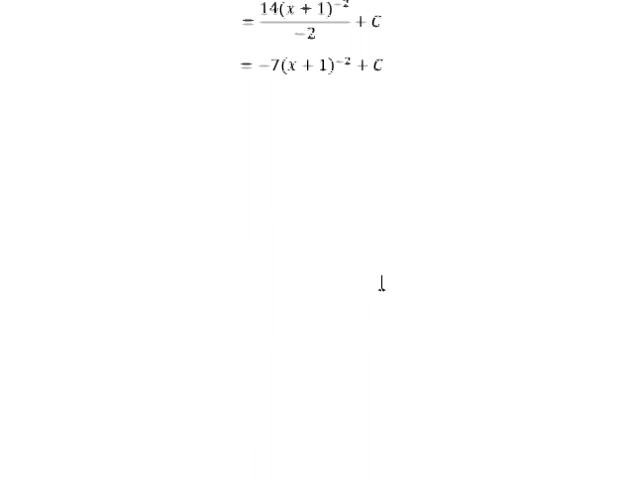 = 14(x + 1)⁻² / −2 + C
= −7(x + 1)⁻² + C